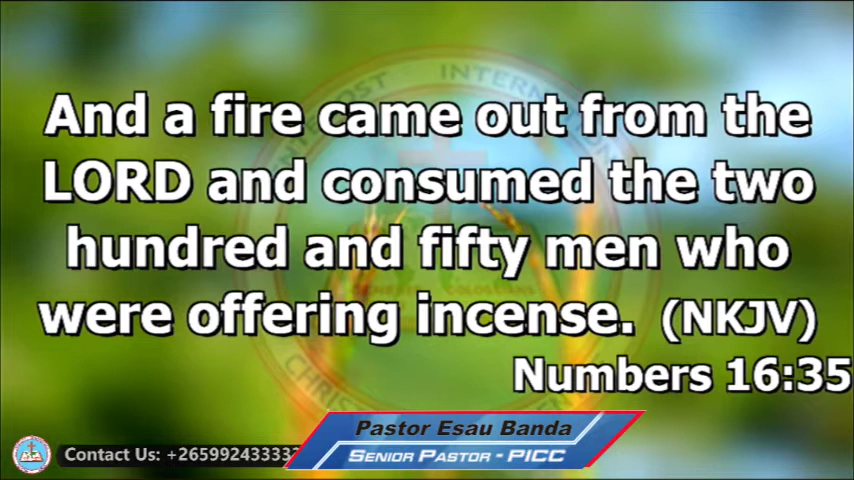 And a fire came out from the
LORD and consumed the two
hundred and fifty men who
were offering incense. (NKJV)
Numbers 16:35
Pastor Esau Banda
SENIOR PASTOR - PICC
Contact Us: